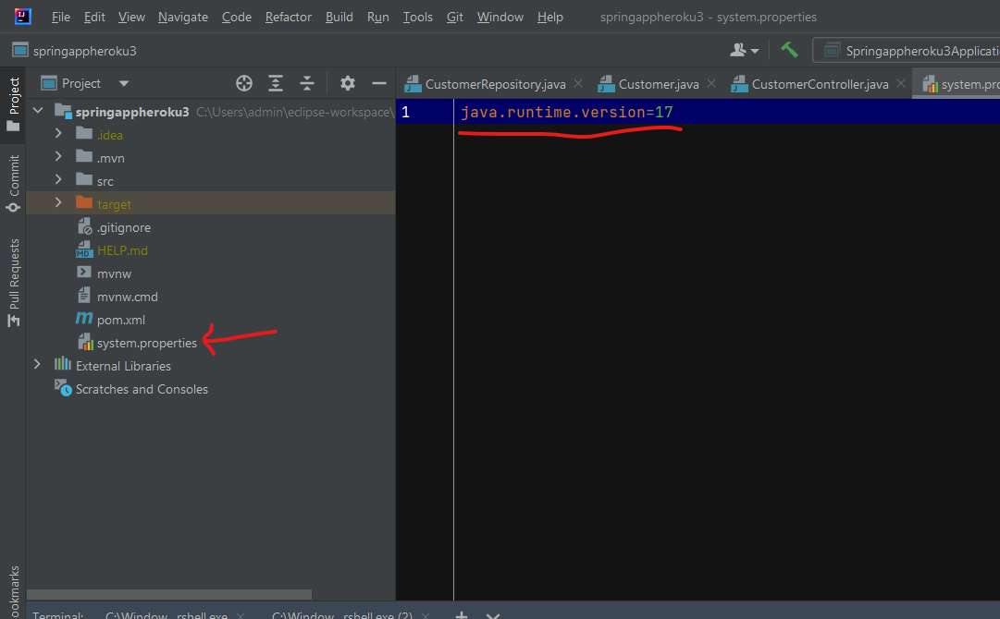 File Edit View Navigate Code Refactor Build Run Tools Git Window Help springappheroku3 - system.properties
springappheroku3 Springappheroku3Applicati
Project
CustomerRepository.java Customer.java CustomerController.java system.pro
Project
Commit
Pull Requests
ookmarks
springappheroku3 C:\Users\admin\eclipse-workspace\
.idea
.mvn
src
target
.gitignore
HELP.md
mvnw
mvnw.cmd
pom.xml
system.properties
External Libraries
Scratches and Consoles
1 java.runtime.version=17
Terminal: C:\Window...rshell.exe C:\Window...rshell.exe (2)